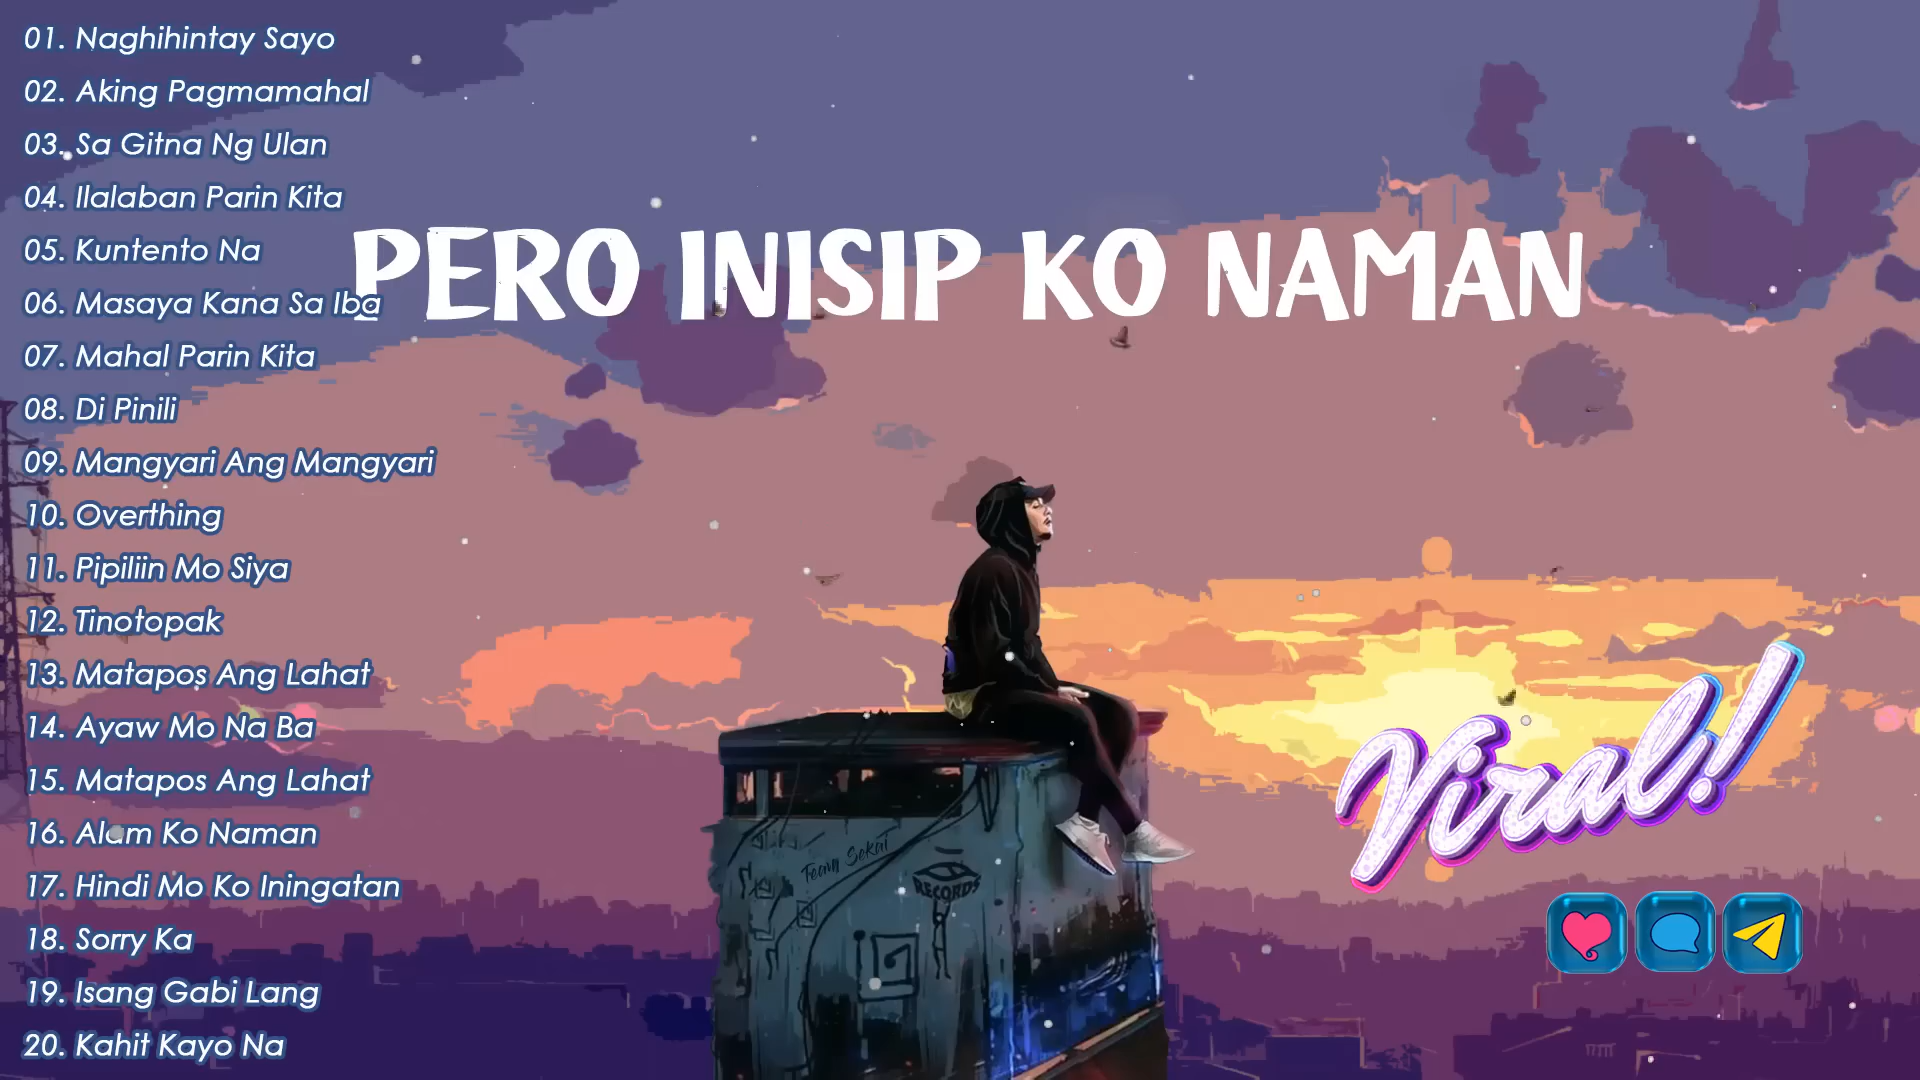 01. Naghihintay Sayo
02. Aking Pagmamahal
03. Sa Gitna Ng Ulan
04. Ilalaban Parin Kita
05. Kuntento Na
06. Masaya Kana Sa Iba
07. Mahal Parin Kita
08. Di Pinili
09. Mangyari Ang Mangyari
10. Overthing
11. Pipiliin Mo Siya
12. Tinotopak
13. Matapos Ang Lahat
14. Ayaw Mo Na Ba
15. Matapos Ang Lahat
16. Alam Ko Naman
17. Hindi Mo Ko Iningatan
18. Sorry Ka
19. Isang Gabi Lang
20. Kahit Kayo Na
PERO INISIP KO NAMAN
Viral!
Team Sekai
RECORDS